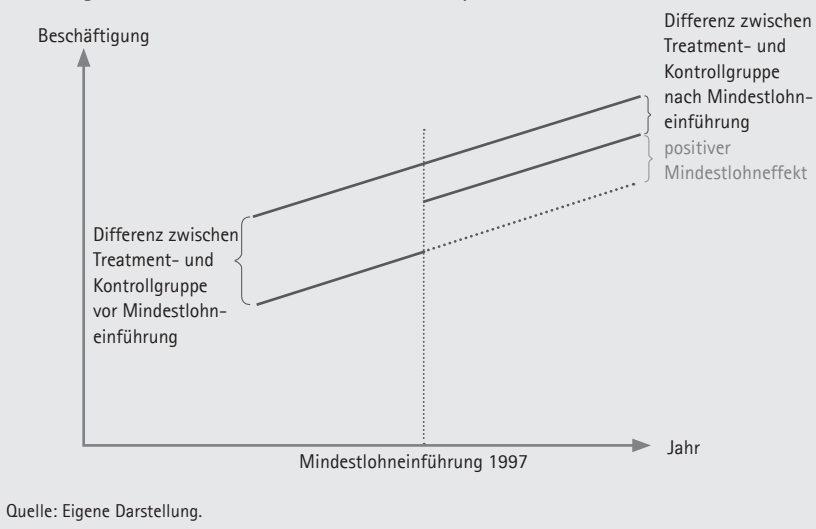 Beschäftigung
Differenz zwischen
Treatment- und
Kontrollgruppe
nach Mindestlohn-
einführung
positiver
Mindestlohneffekt
Differenz zwischen
Treatment- und
Kontrollgruppe
vor Mindestlohn-
einführung
Jahr
Mindestlohneinführung 1997
Quelle: Eigene Darstellung.